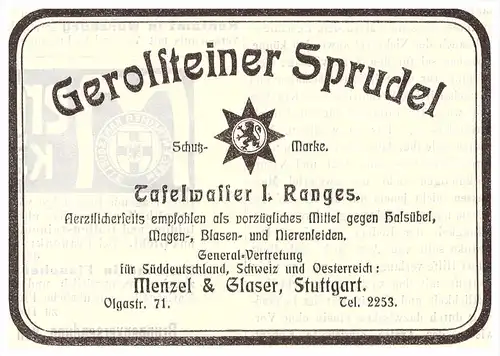 Gerolsteiner Sprudel
Schutz- Marke.
Tafelwasser I. Ranges.
Aerztlicherseits empfohlen als vorzügliches Mittel gegen Halsübel,
Magen-, Blasen- und Nierenleiden.
General-Vertretung
für Süddeutschland, Schweiz und Oesterreich:
Menzel & Glaser, Stuttgart.
Olgastr. 71. Tel. 2253.